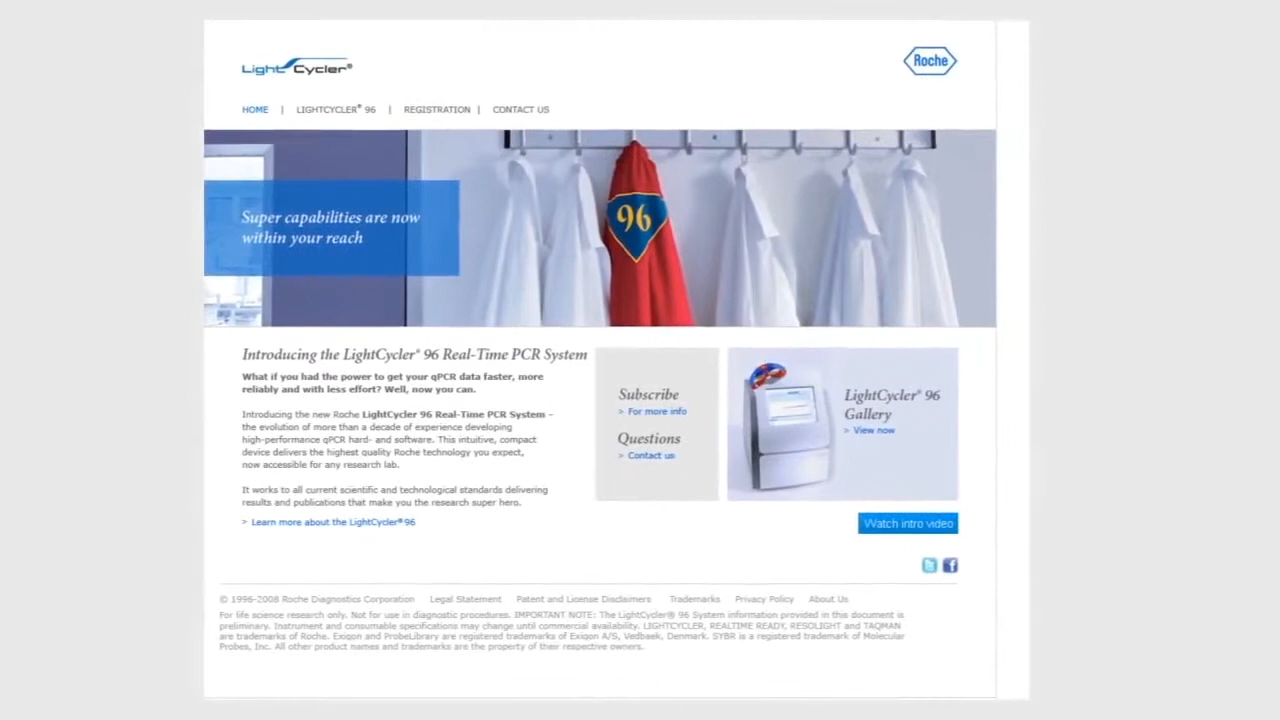 LightCycler®
Roche
HOME | LIGHTCYCLER® 96 | REGISTRATION | CONTACT US
Super capabilities are now
within your reach
96
Introducing the LightCycler® 96 Real-Time PCR System
What if you had the power to get your qPCR data faster, more
reliably and with less effort? Well, now you can.
Introducing the new Roche LightCycler 96 Real-Time PCR System –
the evolution of more than a decade of experience developing
high-performance qPCR hard- and software. This intuitive, compact
device delivers the highest quality Roche technology you expect,
now accessible for any research lab.
It works to all current scientific and technological standards delivering
results and publications that make you the research super hero.
> Learn more about the LightCycler® 96
Subscribe
> For more info
Questions
> Contact us
LightCycler® 96
Gallery
> View now
Watch intro video
© 1996-2008 Roche Diagnostics Corporation Legal Statement Patent and License Disclaimers Trademarks Privacy Policy About Us
For life science research only. Not for use in diagnostic procedures. IMPORTANT NOTE: The LightCycler® 96 System information provided in this document is
preliminary. Instrument and consumable specifications may change until commercial availability. LIGHTCYCLER, REALTIME READY, RESOLIGHT and TAQMAN
are trademarks of Roche. Exiqon and ProbeLibrary are registered trademarks of Exiqon A/S, Vedbaek, Denmark. SYBR is a registered trademark of Molecular
Probes, Inc. All other product names and trademarks are the property of their respective owners.